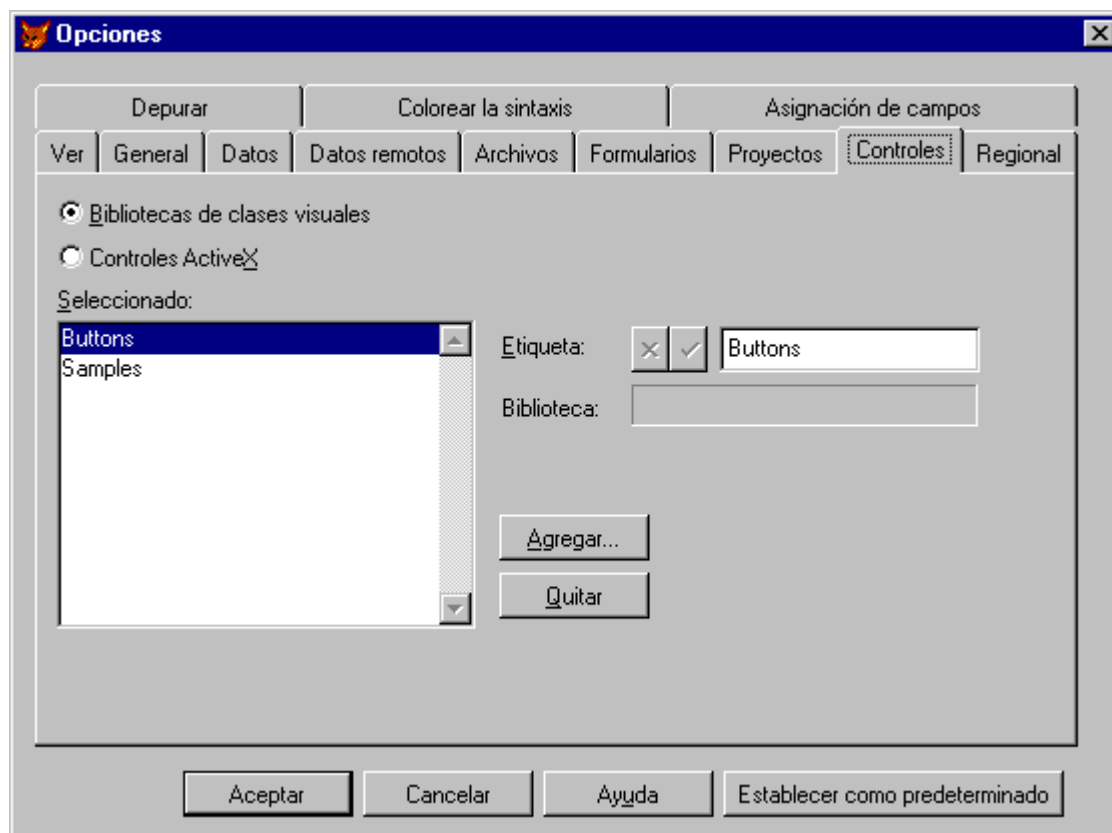 Opciones
Depurar Colorear la sintaxis Asignación de campos
Ver General Datos Datos remotos Archivos Formularios Proyectos Controles Regional
Bibliotecas de clases visuales
Controles ActiveX
Seleccionado:
Buttons
Samples
Etiqueta: Buttons
Biblioteca:
Agregar...
Quitar
Aceptar Cancelar Ayuda Establecer como predeterminado